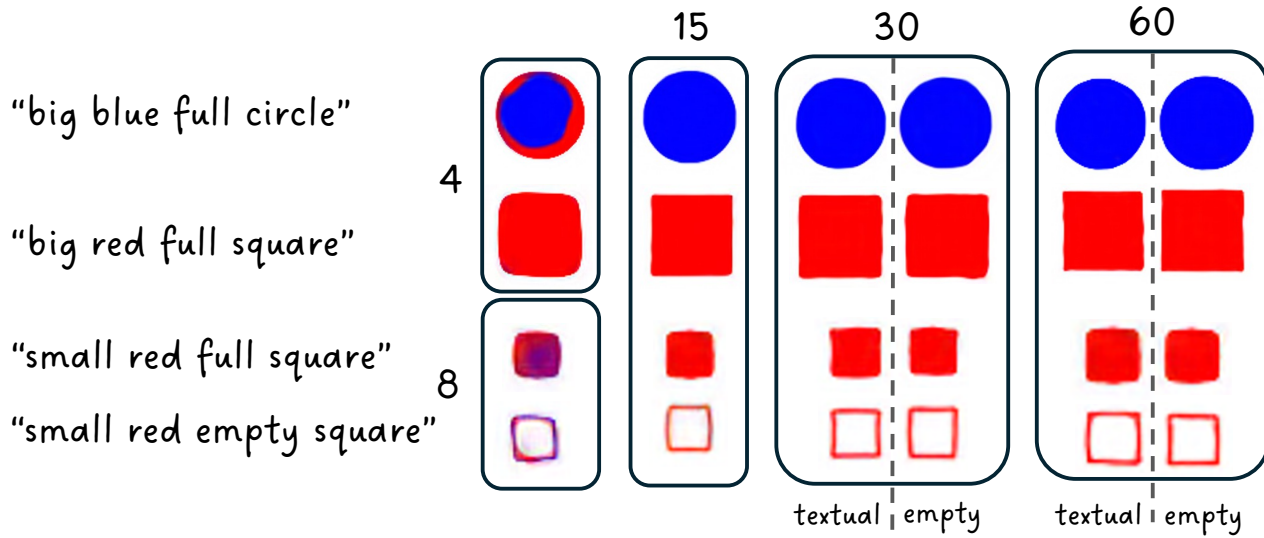 15 30 60
“big blue full circle”
4
“big red full square”
“small red full square”
8
“small red empty square”
textual empty textual empty